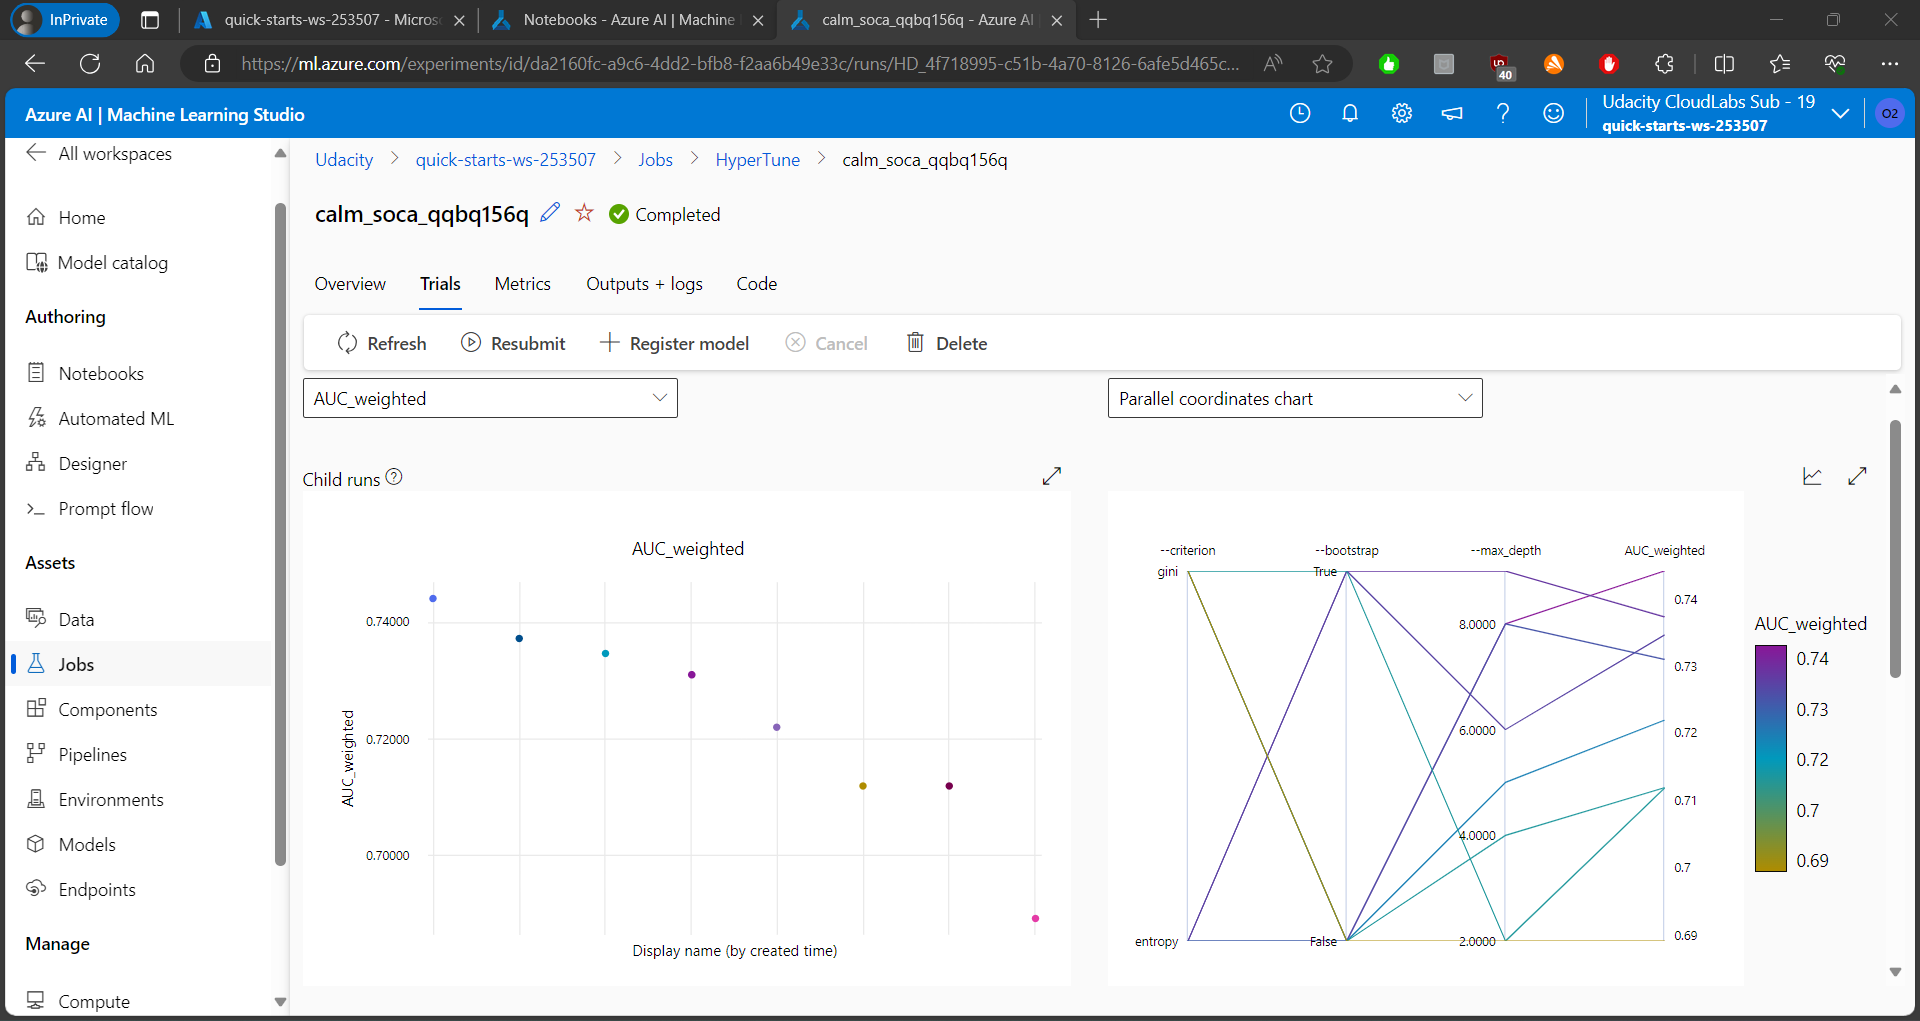 InPrivate
quick-starts-ws-253507 - Micros
Notebooks - Azure AI | Machine
calm_soca_qqbq156q - Azure AI
https://ml.azure.com/experiments/id/da2160fc-a9c6-4dd2-bfb8-f2aa6b49e33c/runs/HD_4f718995-c51b-4a70-8126-6afe5d465c...
40
Azure AI | Machine Learning Studio
Udacity CloudLabs Sub - 19
quick-starts-ws-253507
O2
All workspaces
Home
Model catalog
Authoring
Notebooks
Automated ML
Designer
Prompt flow
Assets
Data
Jobs
Components
Pipelines
Environments
Models
Endpoints
Manage
Compute
Udacity > quick-starts-ws-253507 > Jobs > HyperTune > calm_soca_qqbq156q
calm_soca_qqbq156q Completed
Overview Trials Metrics Outputs + logs Code
Refresh Resubmit Register model Cancel Delete
AUC_weighted
Parallel coordinates chart
Child runs
AUC_weighted
0.74000
0.72000
0.70000
AUC_weighted
Display name (by created time)
--criterion --bootstrap --max_depth AUC_weighted
gini
entropy
True
False
8.0000
6.0000
4.0000
2.0000
0.74
0.73
0.72
0.71
0.7
0.69
AUC_weighted
0.74
0.73
0.72
0.7
0.69